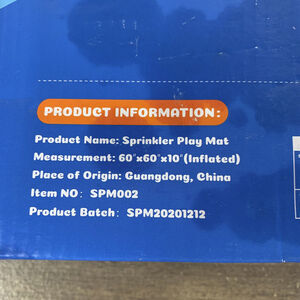 PRODUCT INFORMATION:
Product Name: Sprinkler Play Mat
Measurement: 60"x60"x10"(Inflated)
Place of Origin: Guangdong, China
Item NO: SPM002
Product Batch: SPM20201212